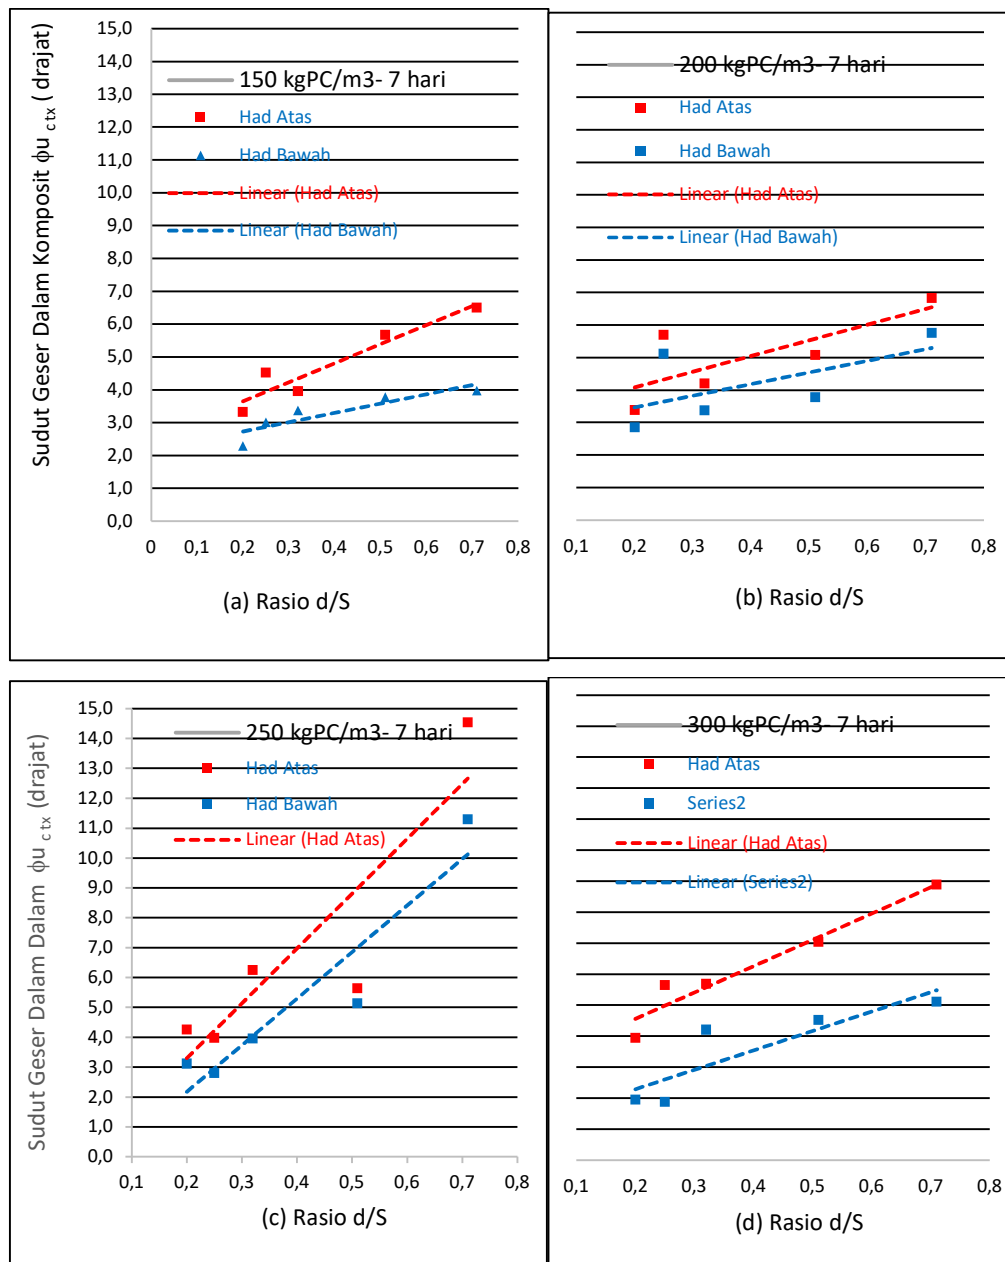 Sudut Geser Dalam Komposit ϕu c tx ( drajat)
15,0
14,0
13,0
12,0
11,0
10,0
9,0
8,0
7,0
6,0
5,0
4,0
3,0
2,0
1,0
0,0
150 kgPC/m3- 7 hari
Had Atas
Had Bawah
Linear (Had Atas)
Linear (Had Bawah)
0 0,1 0,2 0,3 0,4 0,5 0,6 0,7 0,8
(a) Rasio d/S
200 kgPC/m3- 7 hari
Had Atas
Had Bawah
Linear (Had Atas)
Linear (Had Bawah)
0,1 0,2 0,3 0,4 0,5 0,6 0,7 0,8
(b) Rasio d/S
Sudut Geser Dalam Dalam ϕu c tx (drajat)
15,0
14,0
13,0
12,0
11,0
10,0
9,0
8,0
7,0
6,0
5,0
4,0
3,0
2,0
1,0
0,0
250 kgPC/m3- 7 hari
Had Atas
Had Bawah
Linear (Had Atas)
0,1 0,2 0,3 0,4 0,5 0,6 0,7 0,8
(c) Rasio d/S
300 kgPC/m3- 7 hari
Had Atas
Series2
Linear (Had Atas)
Linear (Series2)
0,1 0,2 0,3 0,4 0,5 0,6 0,7 0,8
(d) Rasio d/S